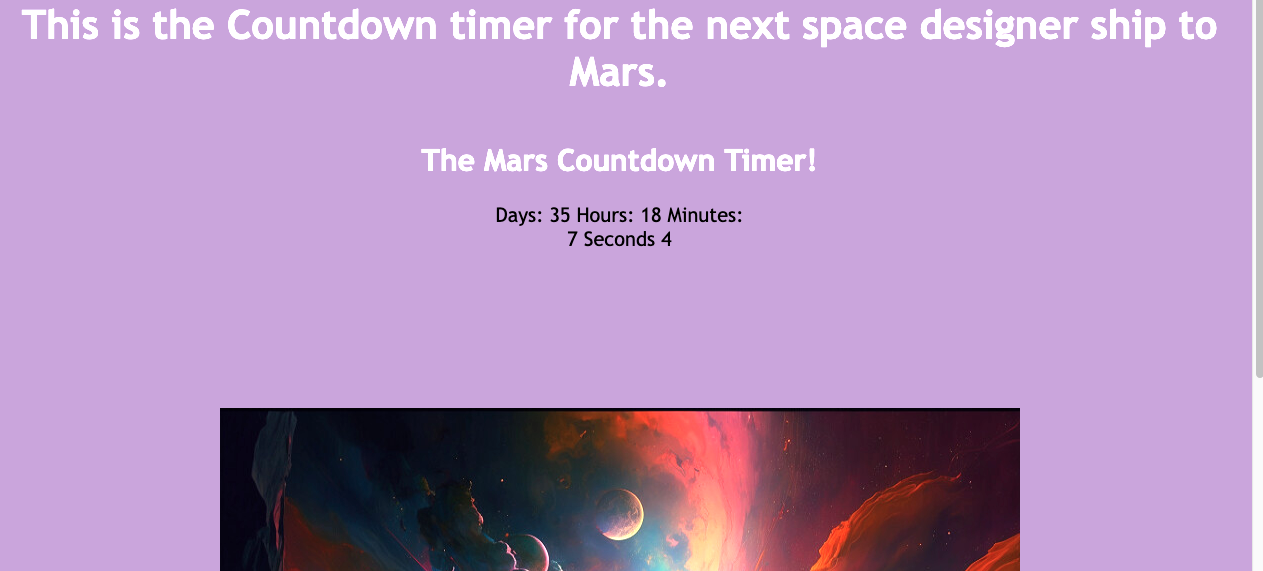 This is the Countdown timer for the next space designer ship to
Mars.
The Mars Countdown Timer!
Days: 35 Hours: 18 Minutes:
7 Seconds 4